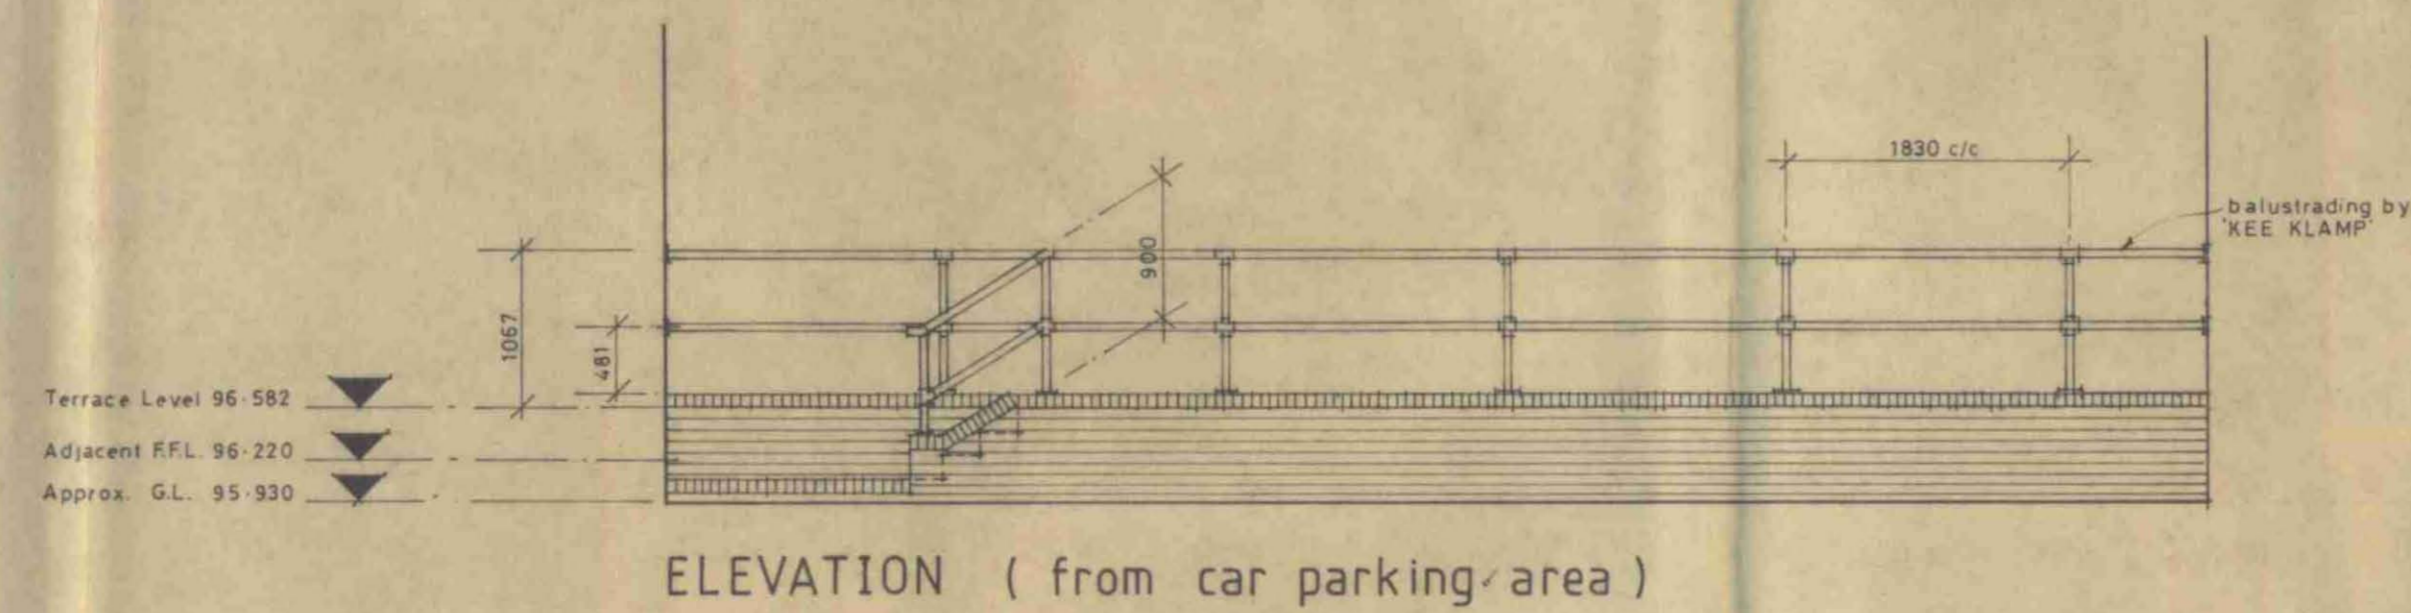 1830 c/c
balustrading by
'KEE KLAMP'
900
1067
481
Terrace Level 96·582
Adjacent F.F.L. 96·220
Approx. G.L. 95·930
ELEVATION ( from car parking area )